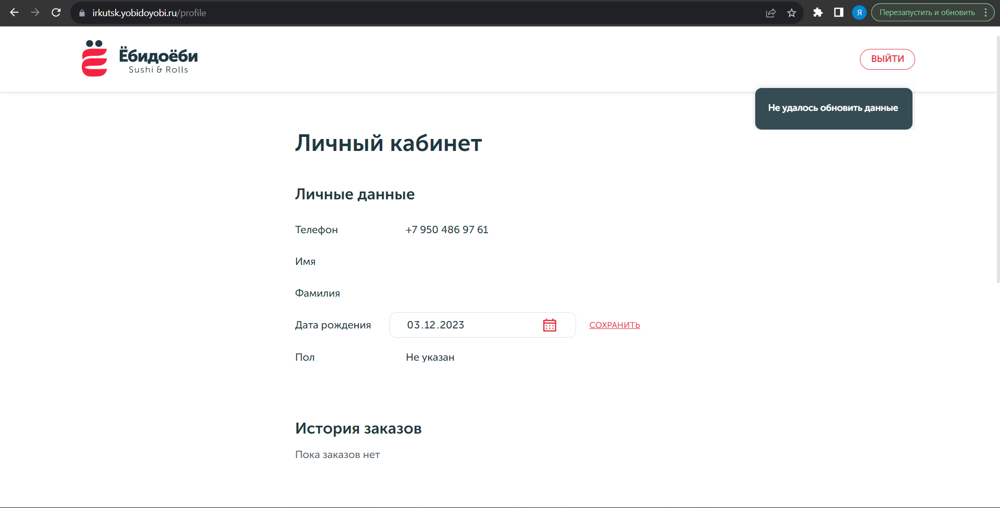 irkutsk.yobidoyobi.ru/profile
Я
Перезапустить и обновить
Ёбидоёби
Sushi & Rolls
ВЫЙТИ
Не удалось обновить данные
Личный кабинет
Личные данные
Телефон +7 950 486 97 61
Имя
Фамилия
Дата рождения 03.12.2023 СОХРАНИТЬ
Пол Не указан
История заказов
Пока заказов нет